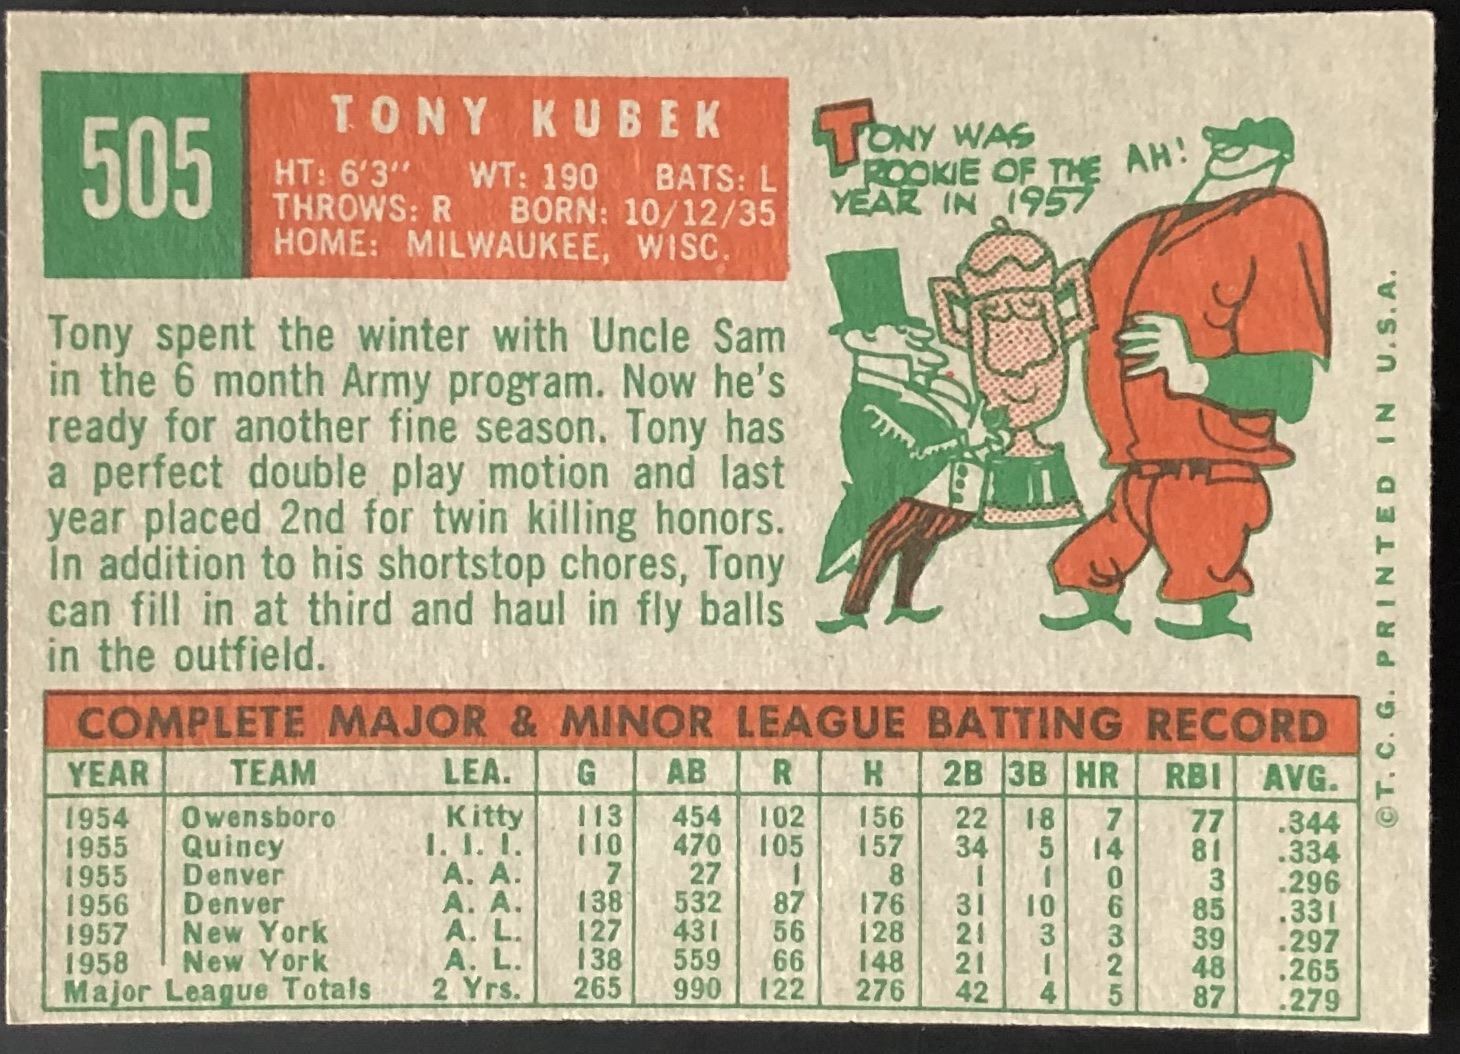 505
TONY KUBEK
HT: 6'3" WT: 190 BATS: L
THROWS: R BORN: 10/12/35
HOME: MILWAUKEE, WISC.
TONY WAS
ROOKIE OF THE
YEAR IN 1957
AH!
Tony spent the winter with Uncle Sam
in the 6 month Army program. Now he's
ready for another fine season. Tony has
a perfect double play motion and last
year placed 2nd for twin killing honors.
In addition to his shortstop chores, Tony
can fill in at third and haul in fly balls
in the outfield.
COMPLETE MAJOR & MINOR LEAGUE BATTING RECORD
YEAR TEAM LEA. G AB R H 2B 3B HR RBI AVG.
1954 Owensboro Kitty 113 454 102 156 22 18 7 77 .344
1955 Quincy I. I. I. 110 470 105 157 34 5 14 81 .334
1955 Denver A. A. 7 27 1 8 1 1 0 3 .296
1956 Denver A. A. 138 532 87 176 31 10 6 85 .331
1957 New York A. L. 127 431 56 128 21 3 3 39 .297
1958 New York A. L. 138 559 66 148 21 1 2 48 .265
Major League Totals 2 Yrs. 265 990 122 276 42 4 5 87 .279
©T.C.G. PRINTED IN U.S.A.